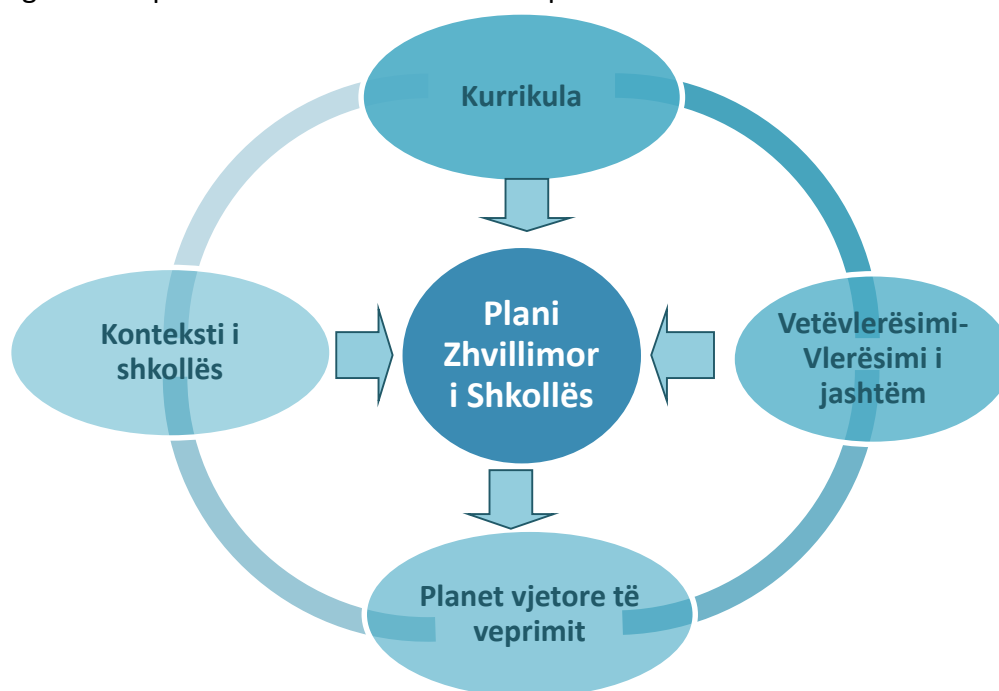 Kurrikula
Konteksti i
shkollës
Plani
Zhvillimor
i Shkollës
Vetëvlerësimi-
Vlerësimi i
jashtëm
Planet vjetore të
veprimit